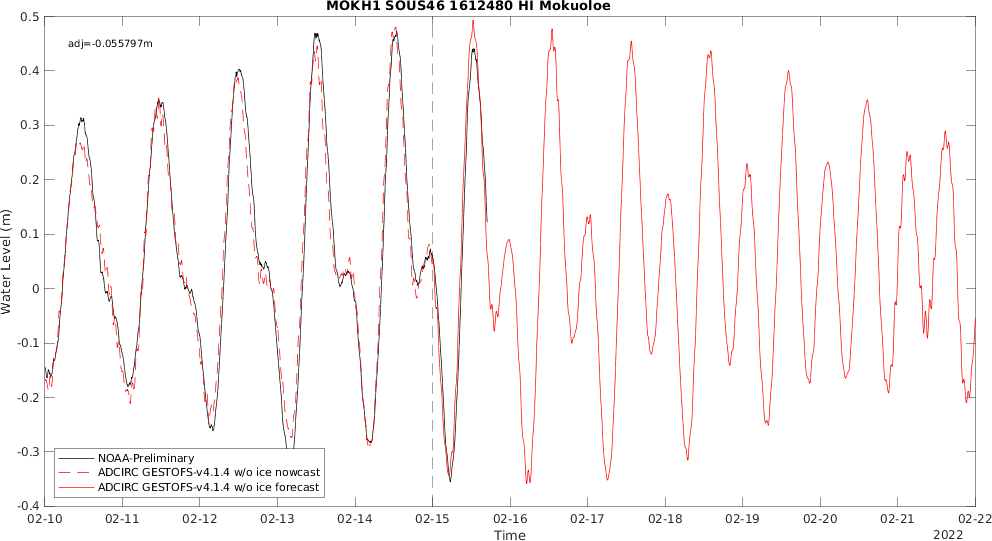 MOKH1 SOUS46 1612480 HI Mokuoloe
adj=-0.055797m
0.5
0.4
0.3
0.2
0.1
0
-0.1
-0.2
-0.3
-0.4
Water Level (m)
NOAA-Preliminary
ADCIRC GESTOFS-v4.1.4 w/o ice nowcast
ADCIRC GESTOFS-v4.1.4 w/o ice forecast
02-10 02-11 02-12 02-13 02-14 02-15 02-16 02-17 02-18 02-19 02-20 02-21 02-22
Time
2022